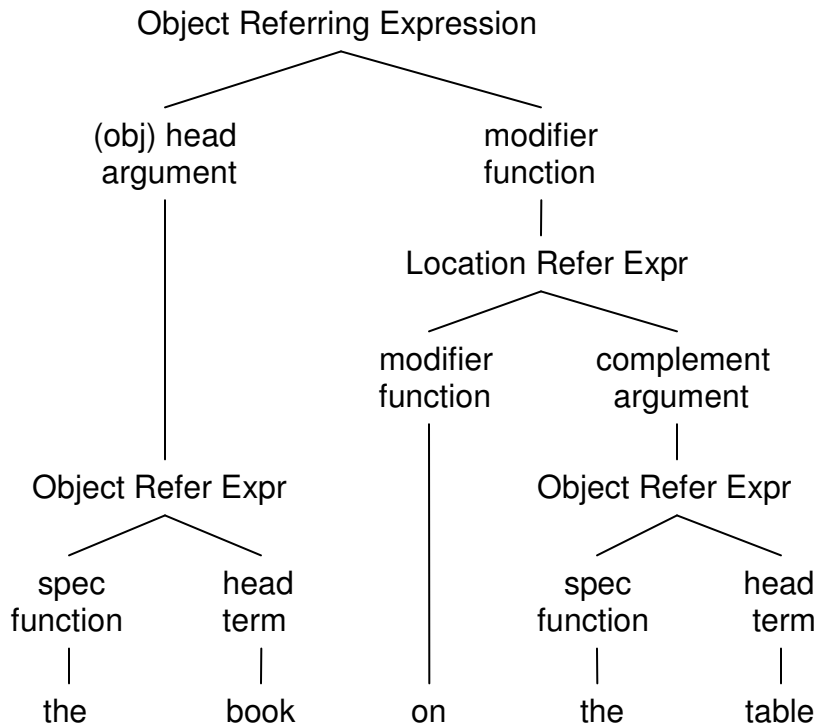 Object Referring Expression
(obj) head argument
modifier function
Location Refer Expr
modifier function
complement argument
Object Refer Expr
Object Refer Expr
spec function
head term
spec function
head term
the book on the table